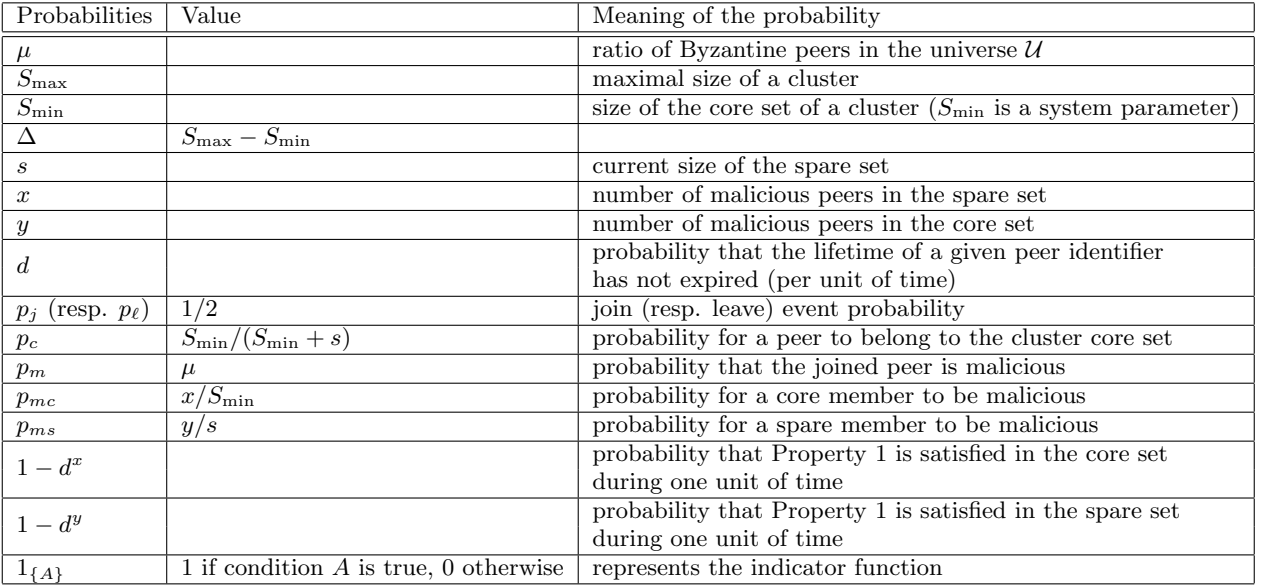 Probabilities Value Meaning of the probability
μ ratio of Byzantine peers in the universe 𝒰
S_max maximal size of a cluster
S_min size of the core set of a cluster (S_min is a system parameter)
Δ S_max − S_min
s current size of the spare set
x number of malicious peers in the spare set
y number of malicious peers in the core set
d probability that the lifetime of a given peer identifier
has not expired (per unit of time)
p_j (resp. p_ℓ) 1/2 join (resp. leave) event probability
p_c S_min/(S_min + s) probability for a peer to belong to the cluster core set
p_m μ probability that the joined peer is malicious
p_mc x/S_min probability for a core member to be malicious
p_ms y/s probability for a spare member to be malicious
1 − d^x probability that Property 1 is satisfied in the core set
during one unit of time
1 − d^y probability that Property 1 is satisfied in the spare set
during one unit of time
1_{A} 1 if condition A is true, 0 otherwise represents the indicator function